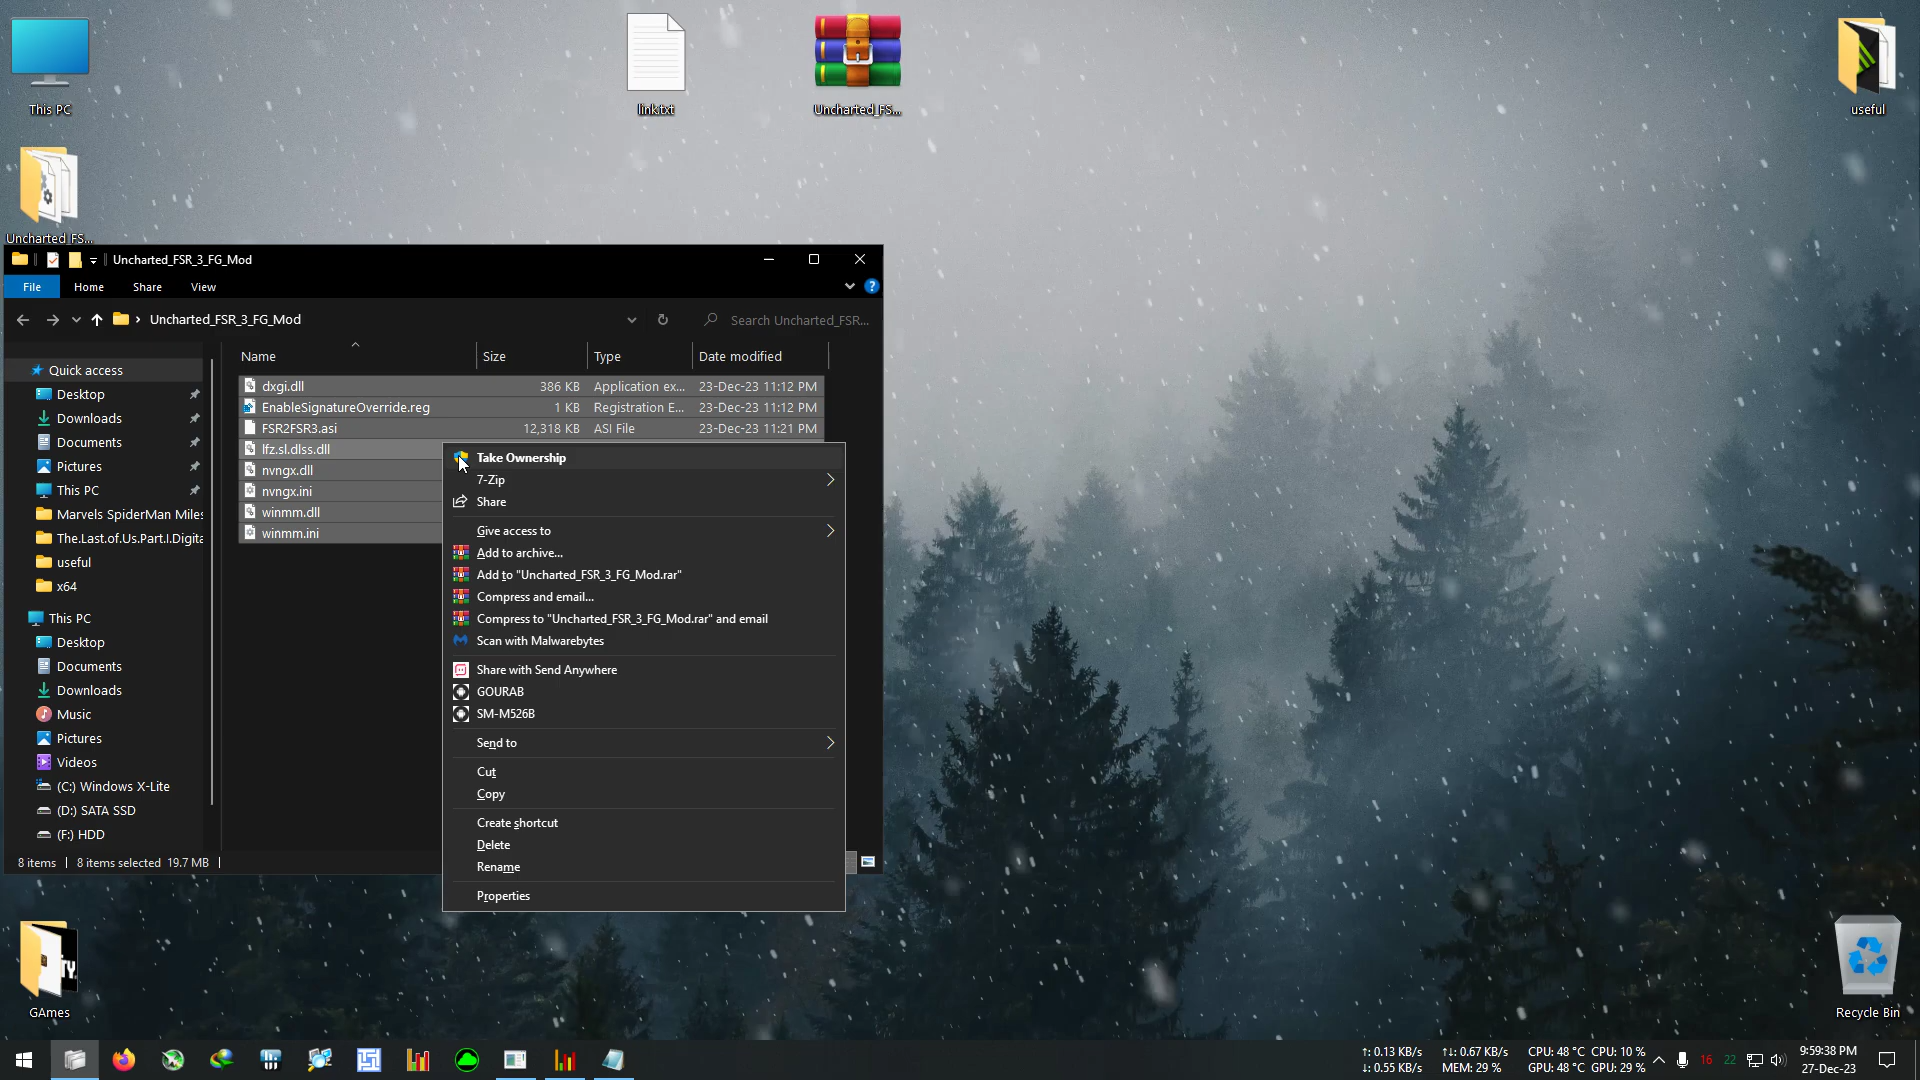 This PC
link.txt
Uncharted_FS...
useful
Uncharted_FS...
Uncharted_FSR_3_FG_Mod
File
Home
Share
View
Uncharted_FSR_3_FG_Mod
Search Uncharted_FSR...
Name
Size
Type
Date modified
Quick access
Desktop
Downloads
Documents
Pictures
This PC
Marvels SpiderMan Miles
The.Last.of.Us.Part.I.Digita
useful
x64
This PC
Desktop
Documents
Downloads
Music
Pictures
Videos
(C:) Windows X-Lite
(D:) SATA SSD
(F:) HDD
dxgi.dll 386 KB Application ex... 23-Dec-23 11:12 PM
EnableSignatureOverride.reg 1 KB Registration E... 23-Dec-23 11:12 PM
FSR2FSR3.asi 12,318 KB ASI File 23-Dec-23 11:21 PM
lfz.sl.dlss.dll
nvngx.dll
nvngx.ini
winmm.dll
winmm.ini
Take Ownership
7-Zip
Share
Give access to
Add to archive...
Add to "Uncharted_FSR_3_FG_Mod.rar"
Compress and email...
Compress to "Uncharted_FSR_3_FG_Mod.rar" and email
Scan with Malwarebytes
Share with Send Anywhere
GOURAB
SM-M526B
Send to
Cut
Copy
Create shortcut
Delete
Rename
Properties
8 items
8 items selected 19.7 MB
GAmes
Recycle Bin
↑: 0.13 KB/s ↑↓: 0.67 KB/s CPU: 48 °C CPU: 10 %
↓: 0.55 KB/s MEM: 29 % GPU: 48 °C GPU: 29 %
16
22
9:59:38 PM
27-Dec-23